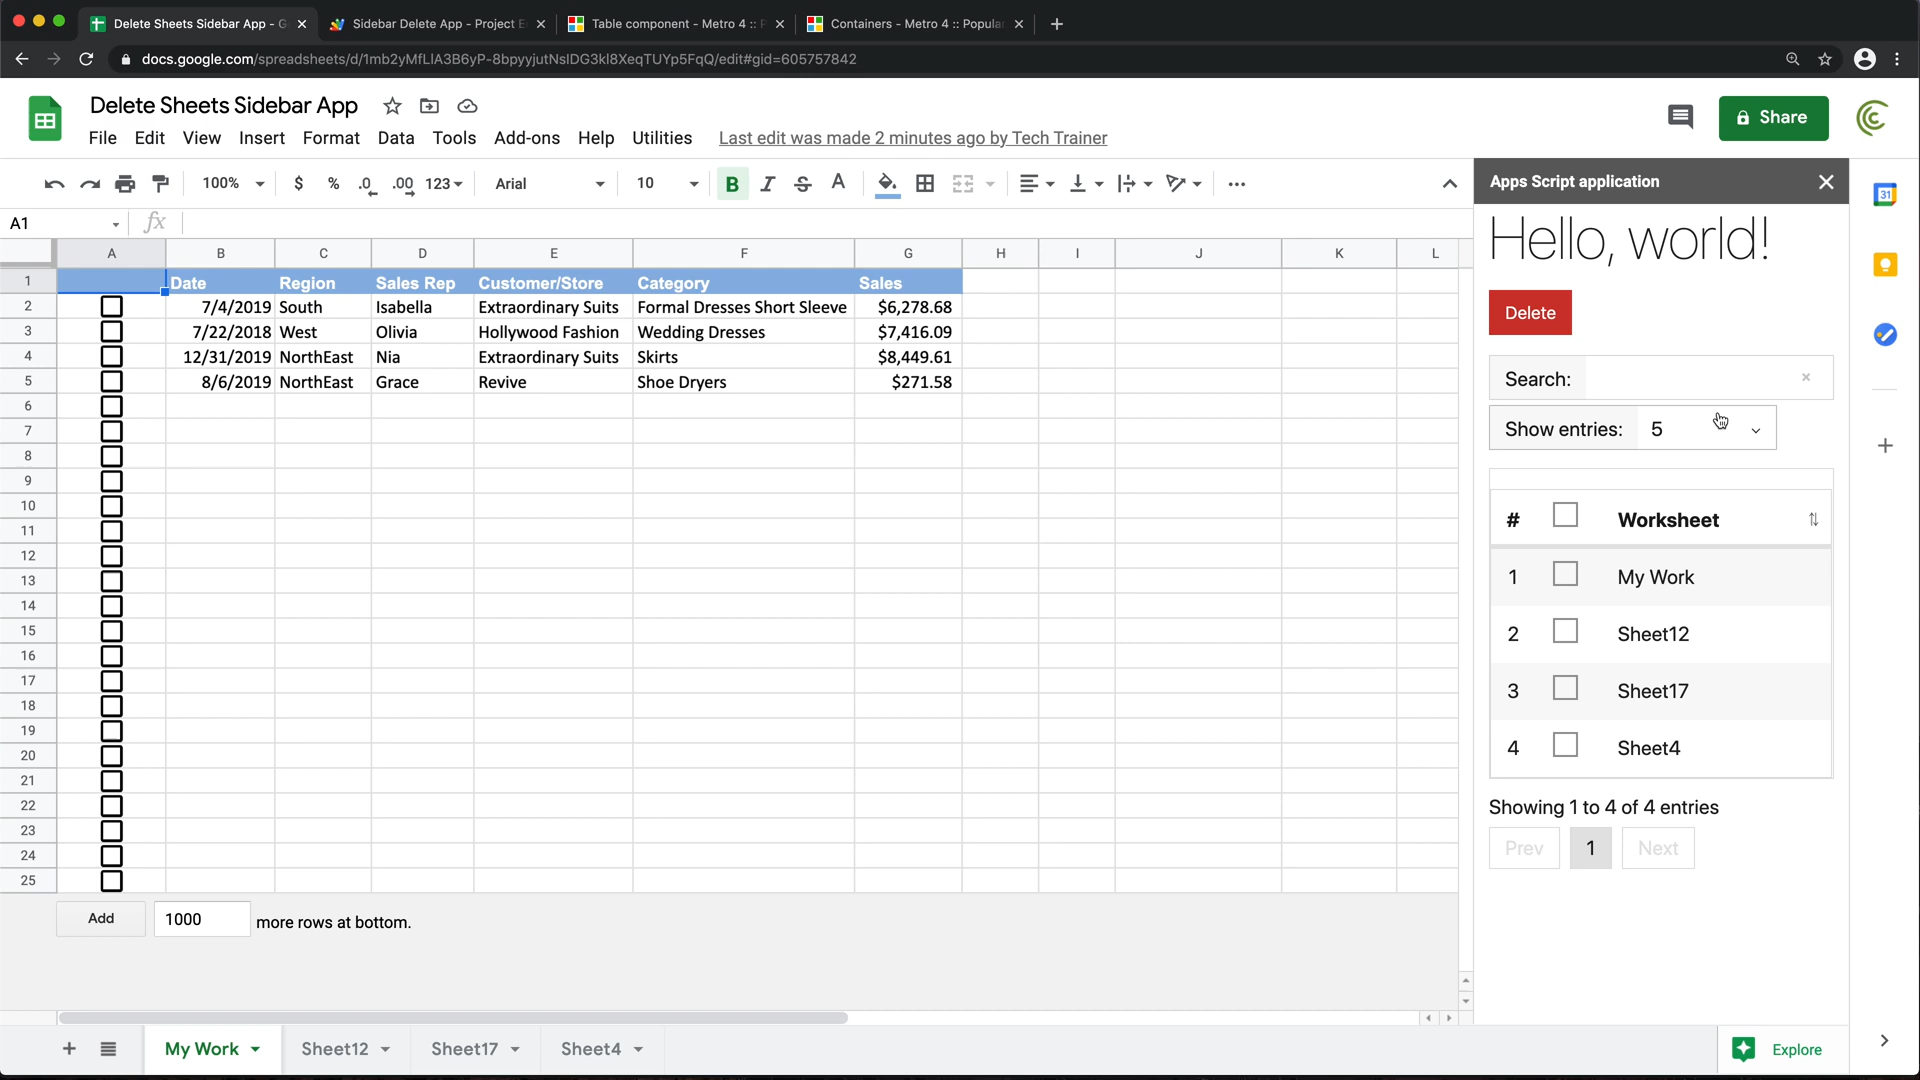 Delete Sheets Sidebar App - G
Sidebar Delete App - Project E
Table component - Metro 4 :: P
Containers - Metro 4 :: Popular
docs.google.com/spreadsheets/d/1mb2yMfLIA3B6yP-8bpyyjutNsIDG3kl8XeqTUYp5FqQ/edit#gid=605757842
Delete Sheets Sidebar App
Share
File Edit View Insert Format Data Tools Add-ons Help Utilities Last edit was made 2 minutes ago by Tech Trainer
100% $ % .0 .00 123 Arial 10 B I S A
A1 fx
A B C D E F G H I J K L
1 Date Region Sales Rep Customer/Store Category Sales
2 7/4/2019 South Isabella Extraordinary Suits Formal Dresses Short Sleeve $6,278.68
3 7/22/2018 West Olivia Hollywood Fashion Wedding Dresses $7,416.09
4 12/31/2019 NorthEast Nia Extraordinary Suits Skirts $8,449.61
5 8/6/2019 NorthEast Grace Revive Shoe Dryers $271.58
6
7
8
9
10
11
12
13
14
15
16
17
18
19
20
21
22
23
24
25
Add 1000 more rows at bottom.
My Work Sheet12 Sheet17 Sheet4
Explore
Apps Script application
Hello, world!
Delete
Search:
Show entries: 5
# Worksheet
1 My Work
2 Sheet12
3 Sheet17
4 Sheet4
Showing 1 to 4 of 4 entries
Prev 1 Next
31